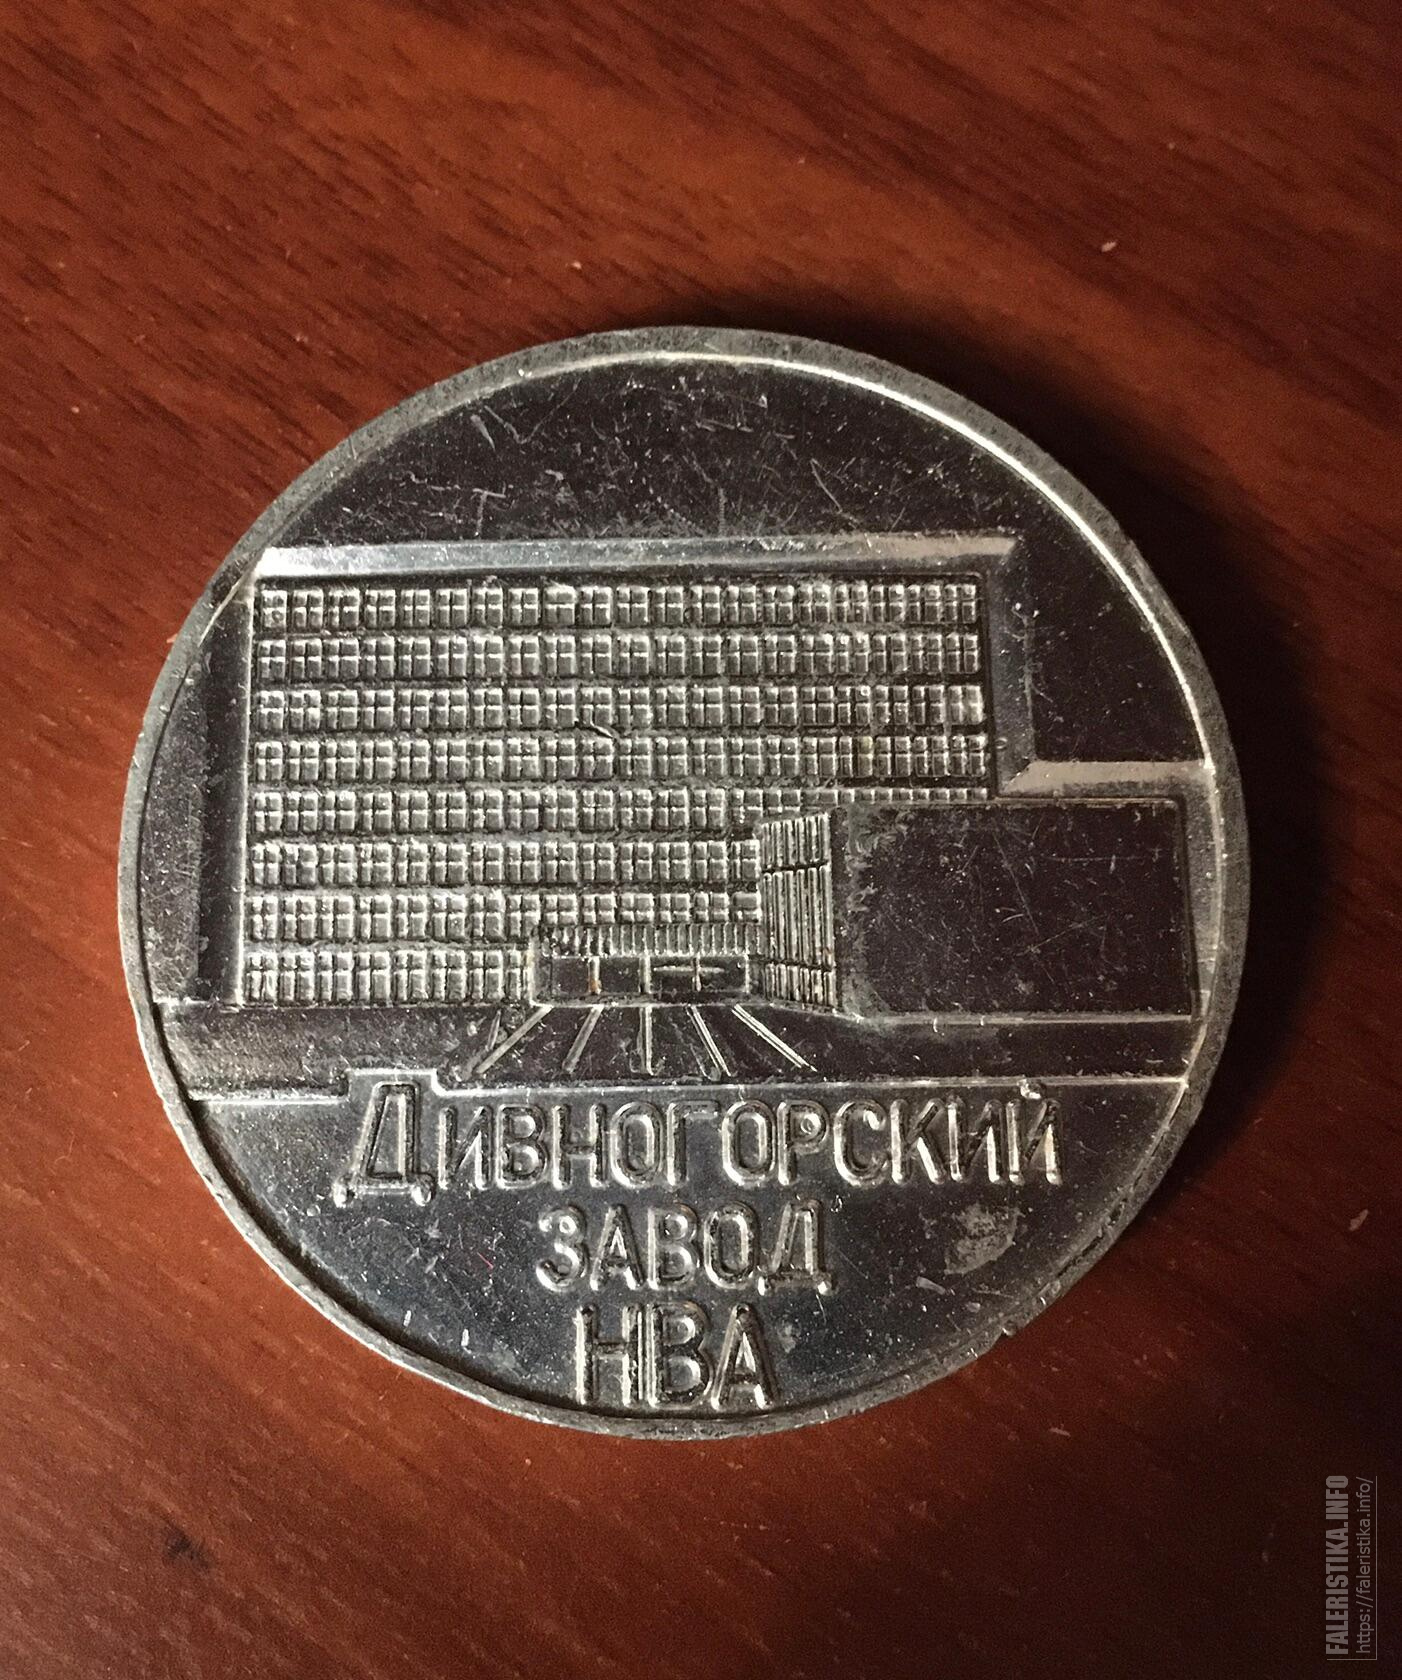 Дивногорский
завод
НВА
FALERISTIKA.INFO
https://faleristika.info/